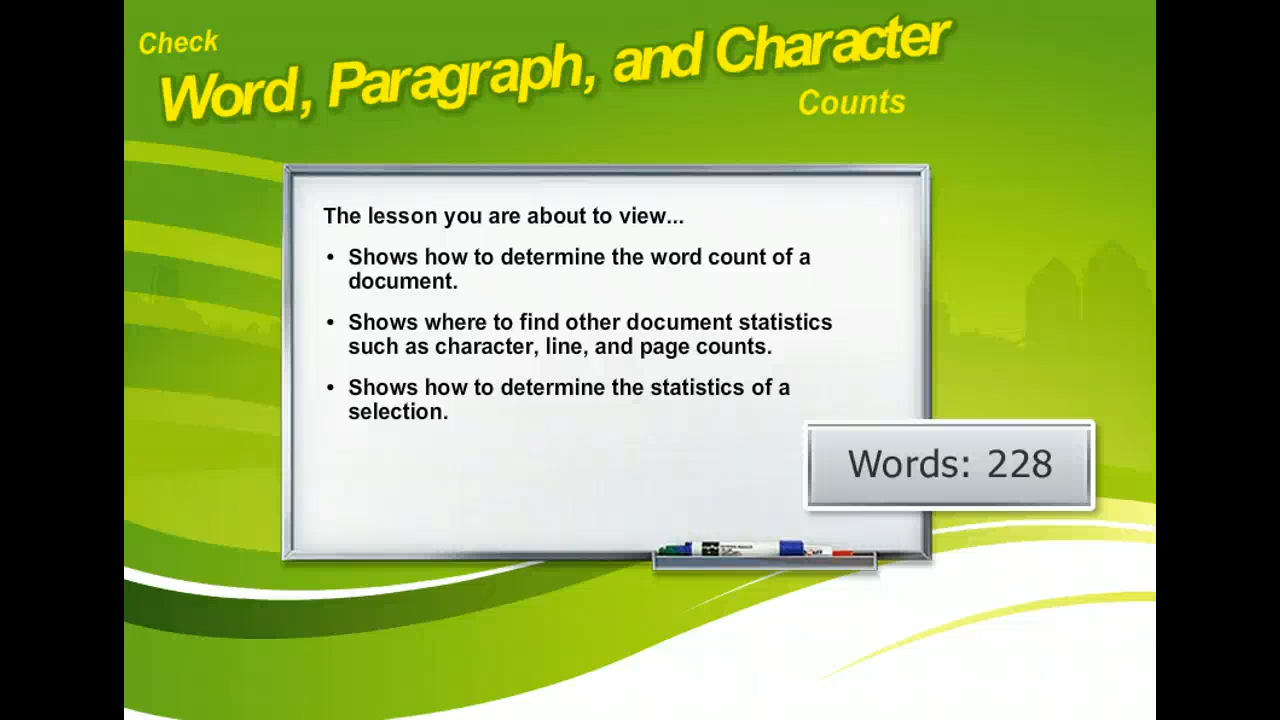 Check
Word, Paragraph, and Character
Counts
The lesson you are about to view...
• Shows how to determine the word count of a
document.
• Shows where to find other document statistics
such as character, line, and page counts.
• Shows how to determine the statistics of a
selection.
Words: 228